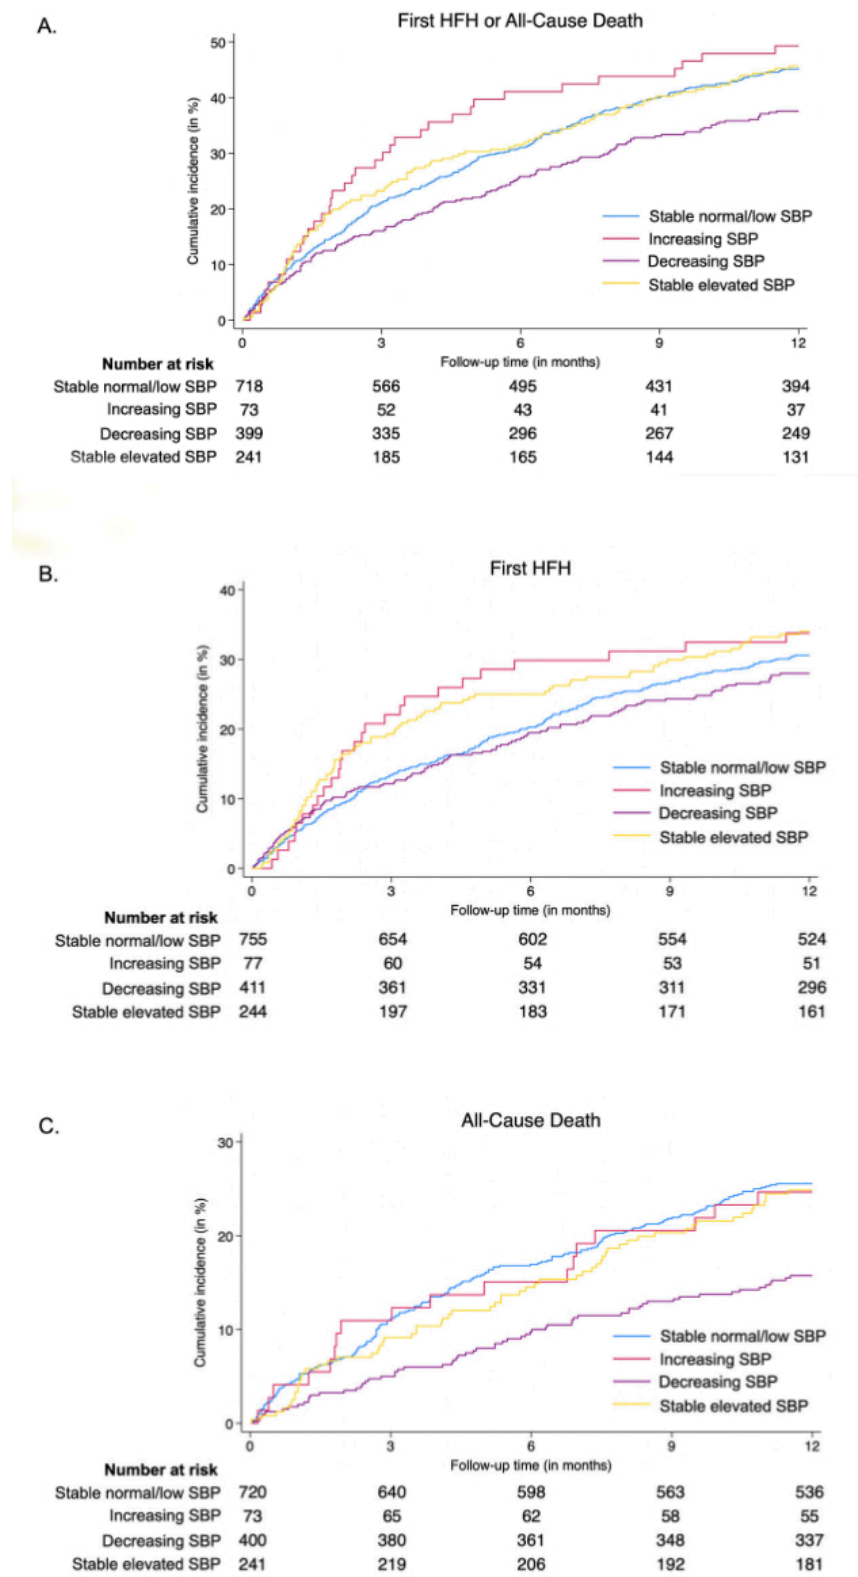 A.
First HFH or All-Cause Death
Cumulative incidence (in %)
50
40
30
20
10
0
Stable normal/low SBP
Increasing SBP
Decreasing SBP
Stable elevated SBP
0 3 6 9 12
Follow-up time (in months)
Number at risk
Stable normal/low SBP 718 566 495 431 394
Increasing SBP 73 52 43 41 37
Decreasing SBP 399 335 296 267 249
Stable elevated SBP 241 185 165 144 131
B.
First HFH
Cumulative incidence (in %)
40
30
20
10
0
Stable normal/low SBP
Increasing SBP
Decreasing SBP
Stable elevated SBP
0 3 6 9 12
Follow-up time (in months)
Number at risk
Stable normal/low SBP 755 654 602 554 524
Increasing SBP 77 60 54 53 51
Decreasing SBP 411 361 331 311 296
Stable elevated SBP 244 197 183 171 161
C.
All-Cause Death
Cumulative incidence (in %)
30
20
10
0
Stable normal/low SBP
Increasing SBP
Decreasing SBP
Stable elevated SBP
0 3 6 9 12
Follow-up time (in months)
Number at risk
Stable normal/low SBP 720 640 598 563 536
Increasing SBP 73 65 62 58 55
Decreasing SBP 400 380 361 348 337
Stable elevated SBP 241 219 206 192 181